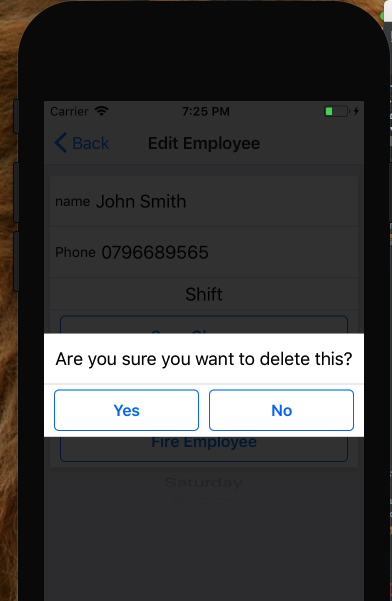 Carrier 7:25 PM
Back Edit Employee
name John Smith
Phone 0796689565
Shift
Are you sure you want to delete this?
Yes No
Fire Employee
Saturday